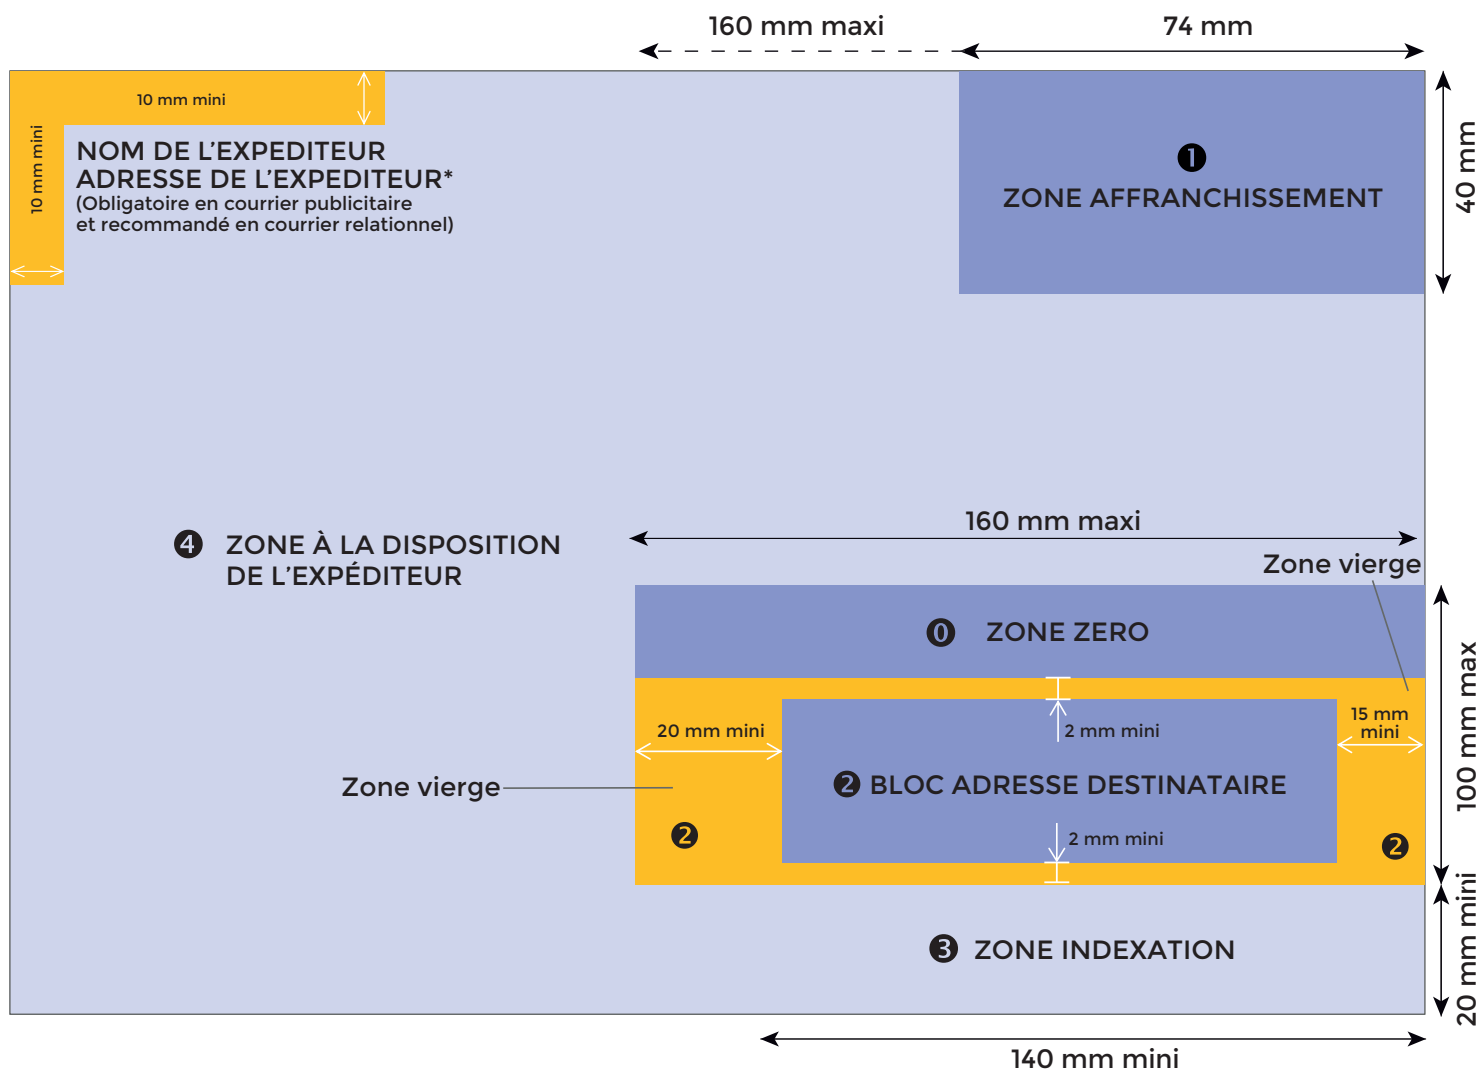 160 mm maxi
74 mm
10 mm mini
10 mm mini
NOM DE L’EXPEDITEUR
ADRESSE DE L’EXPEDITEUR*
(Obligatoire en courrier publicitaire
et recommandé en courrier relationnel)
❶
ZONE AFFRANCHISSEMENT
40 mm
160 mm maxi
❹ ZONE À LA DISPOSITION
DE L’EXPÉDITEUR
Zone vierge
⓿ ZONE ZERO
100 mm max
20 mm mini
2 mm mini
15 mm
mini
Zone vierge
❷ BLOC ADRESSE DESTINATAIRE
❷
2 mm mini
❷
❸ ZONE INDEXATION
20 mm mini
140 mm mini